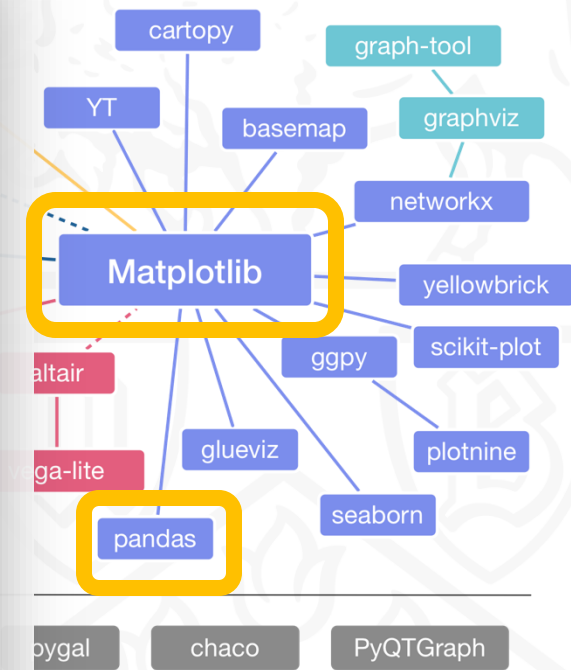 cartopy
graph-tool
YT
basemap
graphviz
networkx
Matplotlib
yellowbrick
scikit-plot
ggpy
altair
glueviz
plotnine
ga-lite
seaborn
pandas
pygal
chaco
PyQTGraph